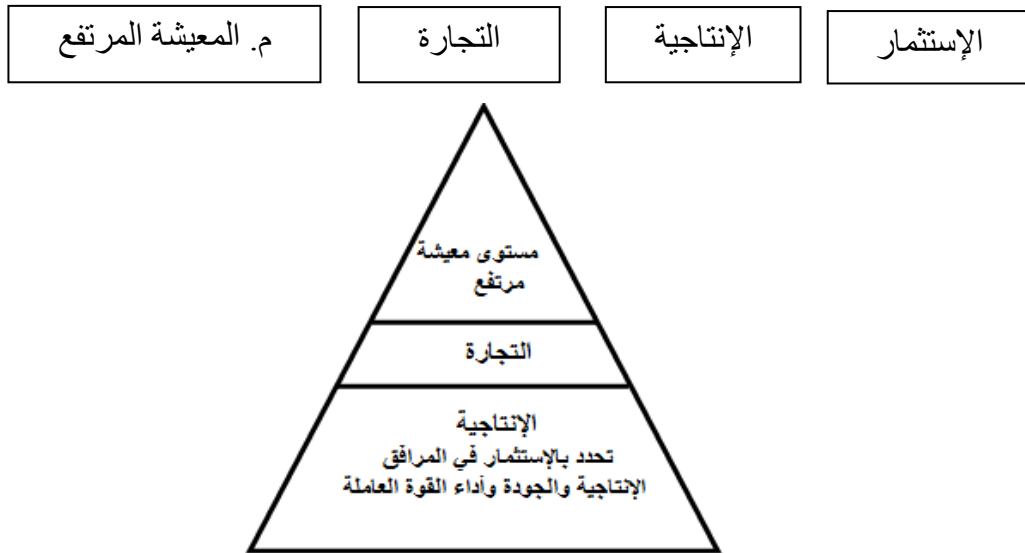 الإستثمار
الإنتاجية
التجارة
م. المعيشة المرتفع
مستوى معيشة
مرتفع
التجارة
الإنتاجية
تحدد بالإستثمار في المرافق
الإنتاجية والجودة وأداء القوة العاملة